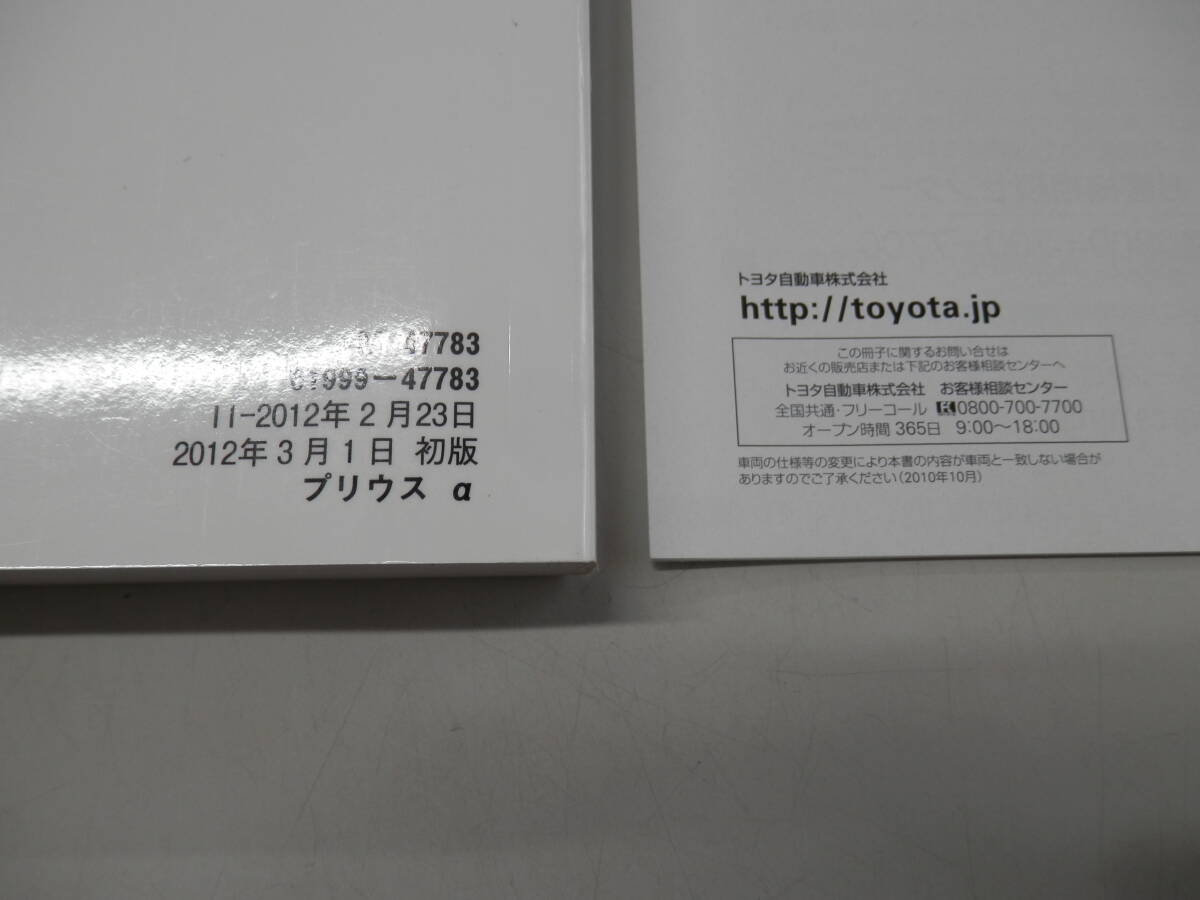 47783
01999-47783
II-2012年2月23日
2012年3月1日 初版
プリウス α
トヨタ自動車株式会社
http://toyota.jp
この冊子に関するお問い合せは
お近くの販売店または下記のお客様相談センターへ
トヨタ自動車株式会社 お客様相談センター
全国共通・フリーコール 0800-700-7700
オープン時間 365日 9:00～18:00
車両の仕様等の変更により本書の内容が車両と一致しない場合が
ありますのでご了承ください(2010年10月)